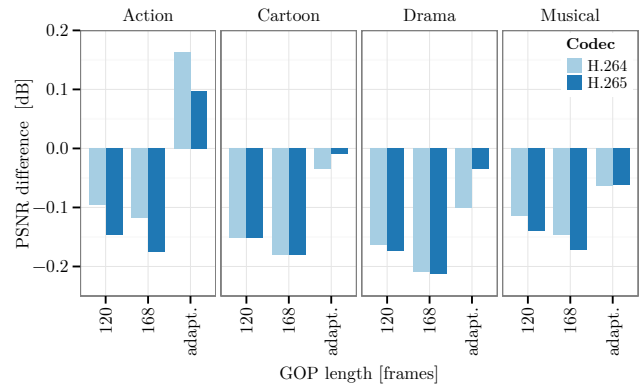 Action Cartoon Drama Musical
Codec
H.264
H.265
PSNR difference [dB]
0.2
0.1
0.0
−0.1
−0.2
120 168 adapt. 120 168 adapt. 120 168 adapt. 120 168 adapt.
GOP length [frames]